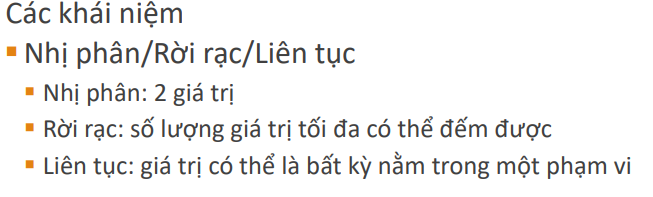 Các khái niệm
Nhị phân/Rời rạc/Liên tục
Nhị phân: 2 giá trị
Rời rạc: số lượng giá trị tối đa có thể đếm được
Liên tục: giá trị có thể là bất kỳ nằm trong một phạm vi